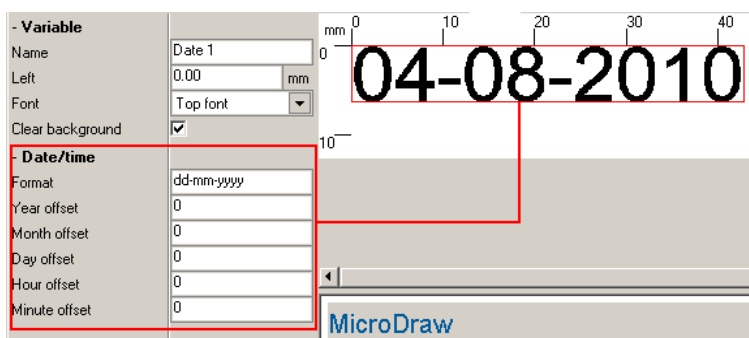 - Variable
Name Date 1
Left 0.00 mm
Font Top font
Clear background
- Date/time
Format dd-mm-yyyy
Year offset 0
Month offset 0
Day offset 0
Hour offset 0
Minute offset 0
mm 0 10 20 30 40
0
04-08-2010
10
MicroDraw